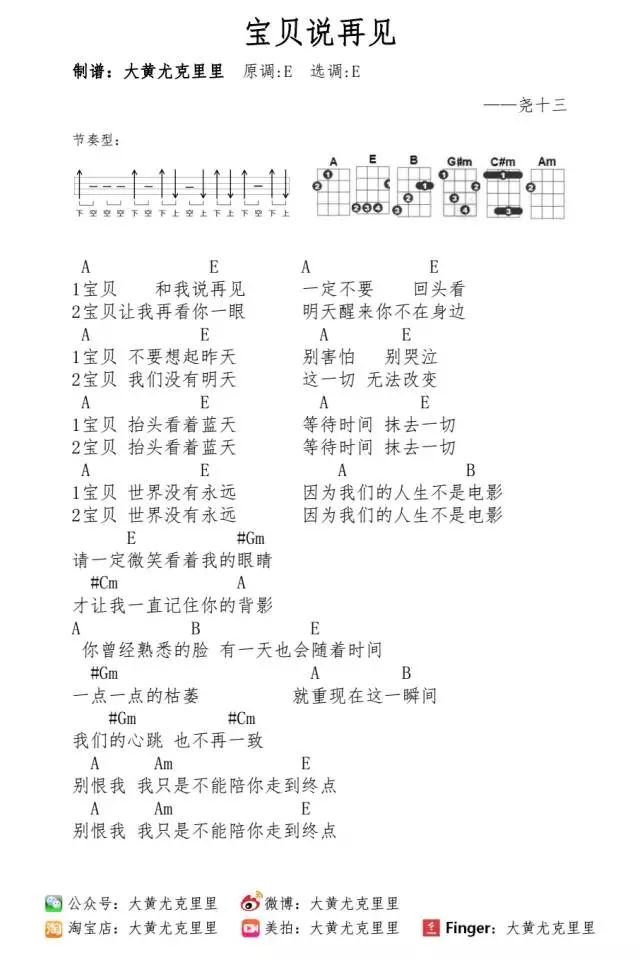 宝贝说再见
制谱：大黄尤克里里 原调:E 选调:E
——尧十三
节奏型：
A E B G#m C#m Am
下 空 空 空 下 空 下 上 空 上 下 上 下 空 下 上
A E A E
1宝贝 和我说再见 一定不要 回头看
2宝贝让我再看你一眼 明天醒来你不在身边
A E A E
1宝贝 不要想起昨天 别害怕 别哭泣
2宝贝 我们没有明天 这一切 无法改变
A E A E
1宝贝 抬头看着蓝天 等待时间 抹去一切
2宝贝 抬头看着蓝天 等待时间 抹去一切
A E A B
1宝贝 世界没有永远 因为我们的人生不是电影
2宝贝 世界没有永远 因为我们的人生不是电影
E #Gm
请一定微笑看着我的眼睛
#Cm A
才让我一直记住你的背影
A B E
你曾经熟悉的脸 有一天也会随着时间
#Gm A B
一点一点的枯萎 就重现在这一瞬间
#Gm #Cm
我们的心跳 也不再一致
A Am E
别恨我 我只是不能陪你走到终点
A Am E
别恨我 我只是不能陪你走到终点
公众号：大黄尤克里里 微博：大黄尤克里里
淘 淘宝店：大黄尤克里里 美拍：大黄尤克里里 Finger：大黄尤克里里